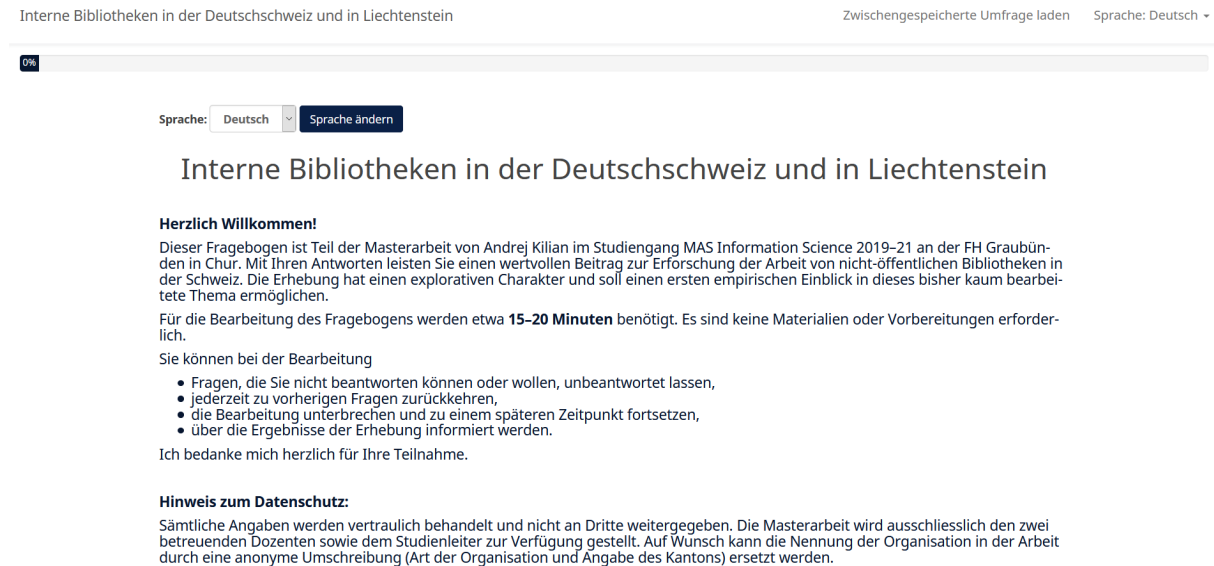 Interne Bibliotheken in der Deutschschweiz und in Liechtenstein
Zwischengespeicherte Umfrage laden Sprache: Deutsch
0%
Sprache: Deutsch Sprache ändern
Interne Bibliotheken in der Deutschschweiz und in Liechtenstein
Herzlich Willkommen!
Dieser Fragebogen ist Teil der Masterarbeit von Andrej Kilian im Studiengang MAS Information Science 2019–21 an der FH Graubün-
den in Chur. Mit Ihren Antworten leisten Sie einen wertvollen Beitrag zur Erforschung der Arbeit von nicht-öffentlichen Bibliotheken in
der Schweiz. Die Erhebung hat einen explorativen Charakter und soll einen ersten empirischen Einblick in dieses bisher kaum bearbei-
tete Thema ermöglichen.
Für die Bearbeitung des Fragebogens werden etwa 15–20 Minuten benötigt. Es sind keine Materialien oder Vorbereitungen erforder-
lich.
Sie können bei der Bearbeitung
• Fragen, die Sie nicht beantworten können oder wollen, unbeantwortet lassen,
• jederzeit zu vorherigen Fragen zurückkehren,
• die Bearbeitung unterbrechen und zu einem späteren Zeitpunkt fortsetzen,
• über die Ergebnisse der Erhebung informiert werden.
Ich bedanke mich herzlich für Ihre Teilnahme.
Hinweis zum Datenschutz:
Sämtliche Angaben werden vertraulich behandelt und nicht an Dritte weitergegeben. Die Masterarbeit wird ausschliesslich den zwei
betreuenden Dozenten sowie dem Studienleiter zur Verfügung gestellt. Auf Wunsch kann die Nennung der Organisation in der Arbeit
durch eine anonyme Umschreibung (Art der Organisation und Angabe des Kantons) ersetzt werden.